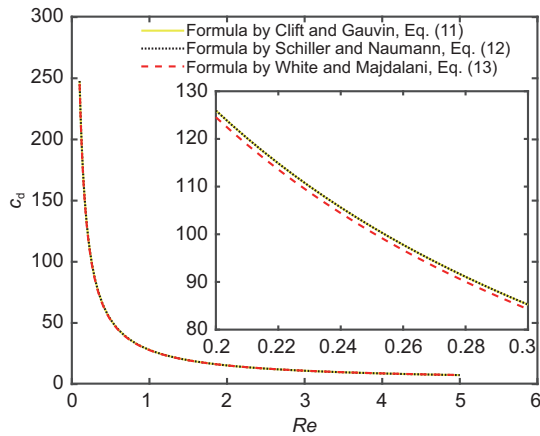 300
Formula by Clift and Gauvin, Eq. (11)
Formula by Schiller and Naumann, Eq. (12)
Formula by White and Majdalani, Eq. (13)
250
130
120
200
110
c_d
150
100
100
90
50
80
0.2 0.22 0.24 0.26 0.28 0.3
0
0 1 2 3 4 5 6
Re